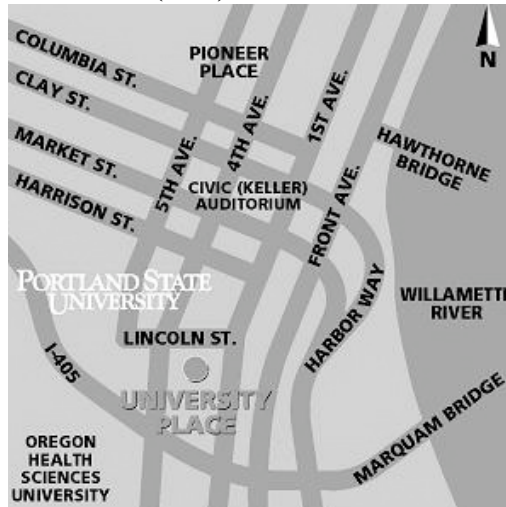 COLUMBIA ST.
PIONEER
PLACE
N
CLAY ST.
5TH AVE.
4TH AVE.
1ST AVE.
MARKET ST.
HAWTHORNE
BRIDGE
HARRISON ST.
CIVIC (KELLER)
AUDITORIUM
FRONT AVE.
PORTLAND STATE
UNIVERSITY
HARBOR WAY
WILLAMETT
RIVER
LINCOLN ST.
I-405
UNIVERSITY
PLACE
MARQUAM BRIDGE
OREGON
HEALTH
SCIENCES
UNIVERSITY